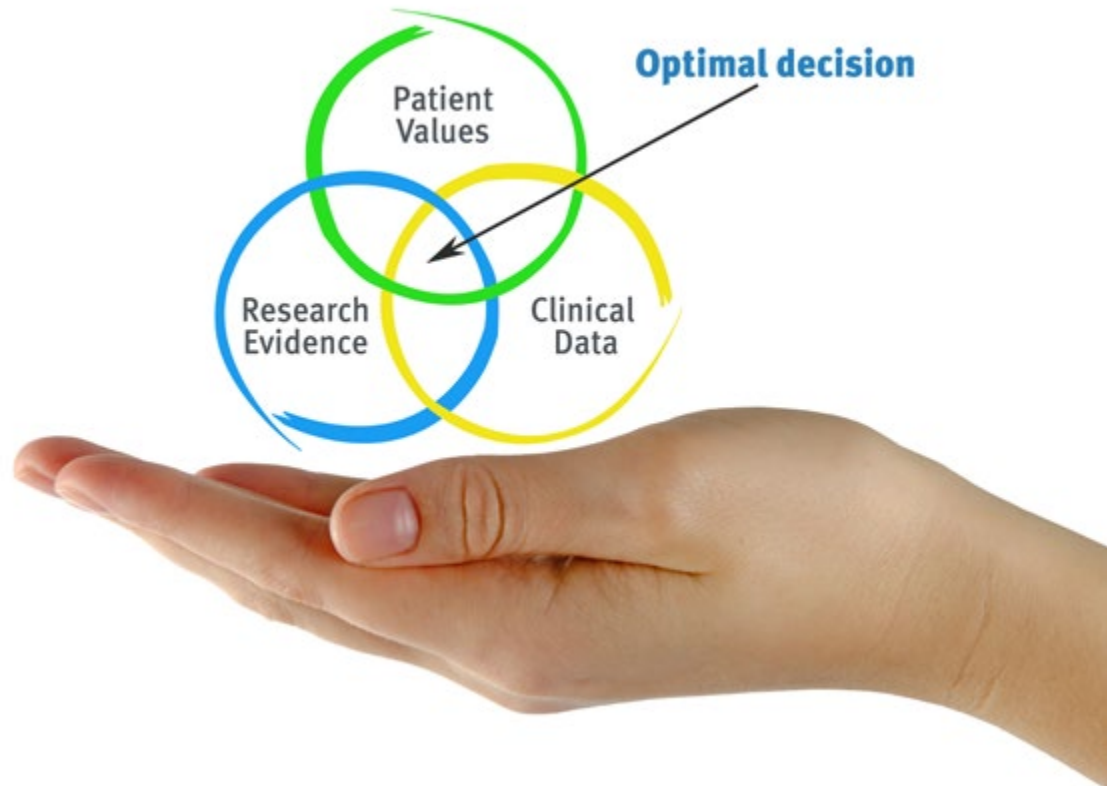 Optimal decision
Patient
Values
Research
Evidence
Clinical
Data